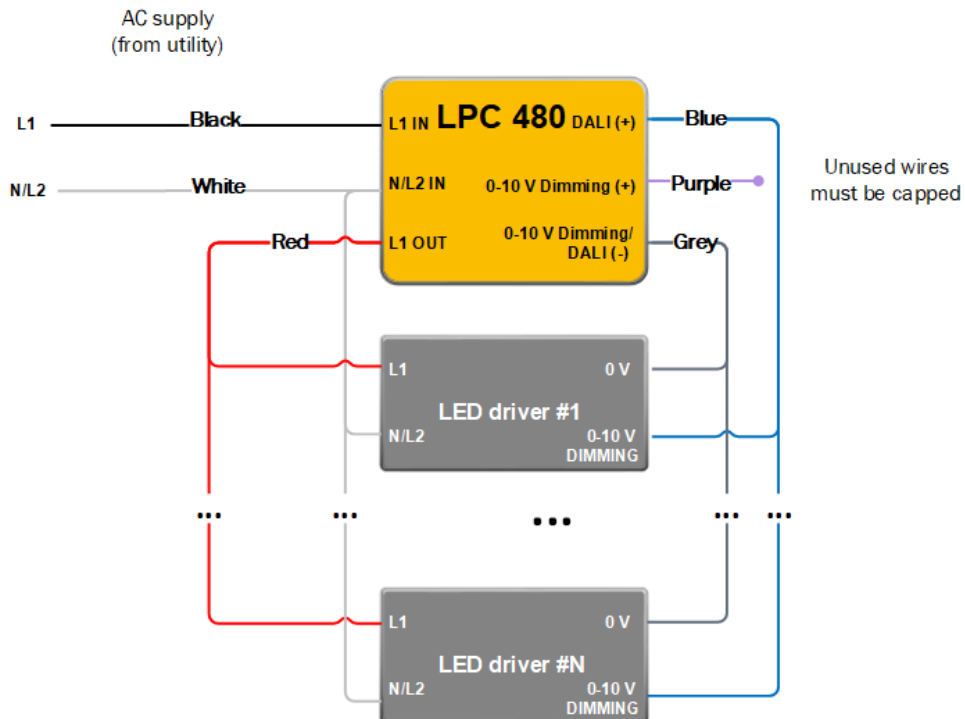 AC supply
(from utility)
L1
Black
L1 IN
LPC 480
DALI (+)
Blue
N/L2
White
N/L2 IN
0-10 V Dimming (+)
Purple
Unused wires
must be capped
Red
L1 OUT
0-10 V Dimming/
DALI (-)
Grey
L1
0 V
LED driver #1
N/L2
0-10 V
DIMMING
...
...
...
...
...
L1
0 V
LED driver #N
N/L2
0-10 V
DIMMING